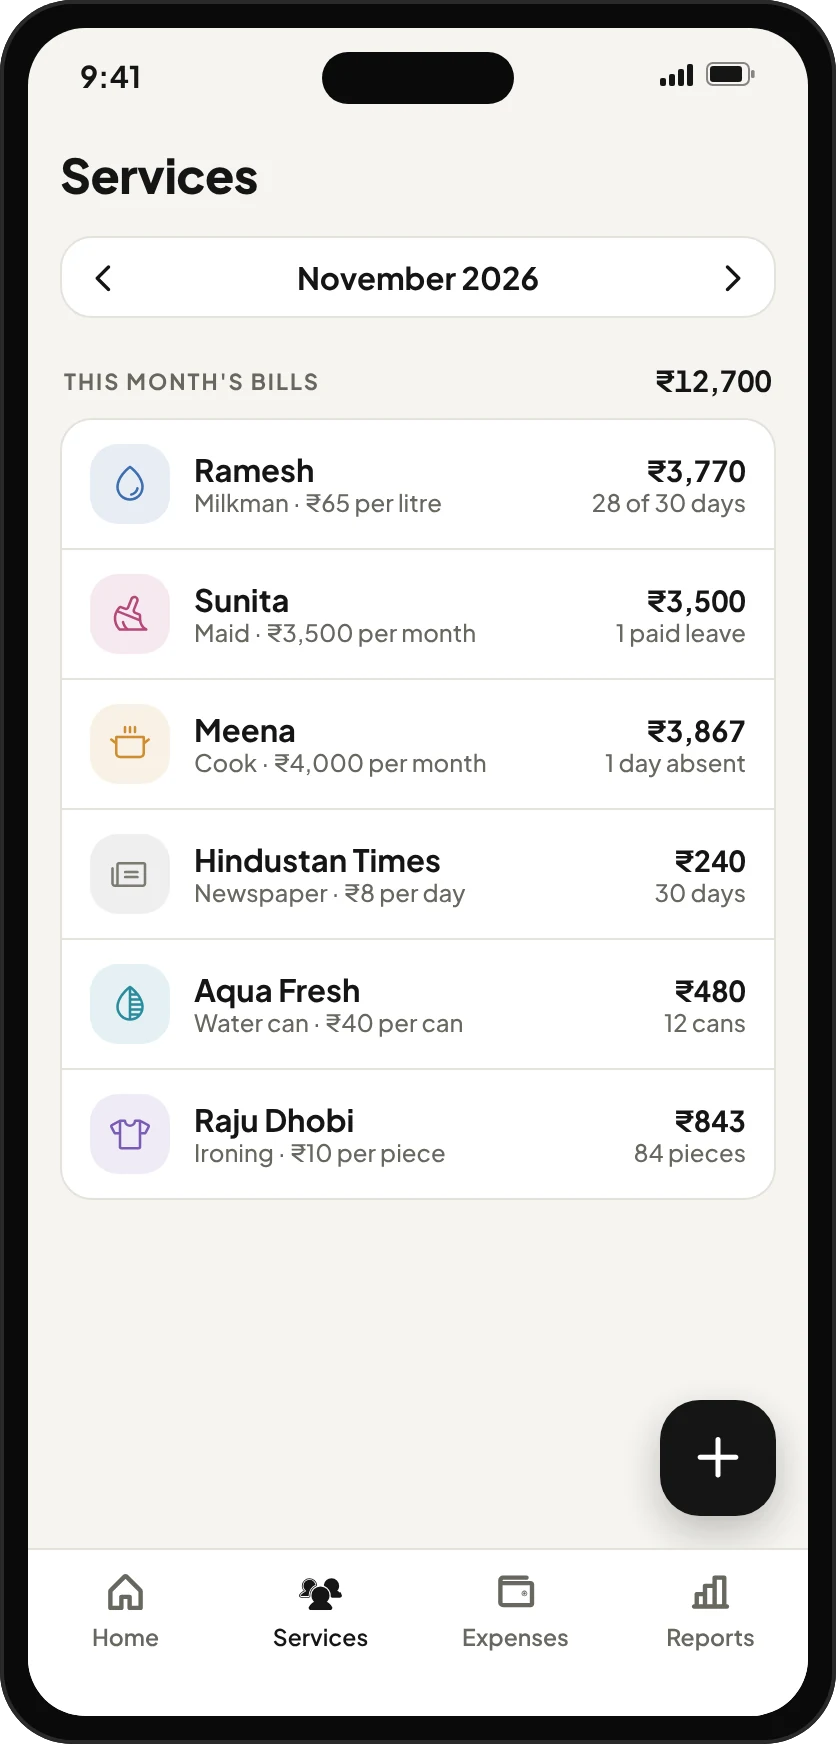 9:41
Services
November 2026
THIS MONTH'S BILLS ₹12,700
Ramesh ₹3,770
Milkman · ₹65 per litre 28 of 30 days
Sunita ₹3,500
Maid · ₹3,500 per month 1 paid leave
Meena ₹3,867
Cook · ₹4,000 per month 1 day absent
Hindustan Times ₹240
Newspaper · ₹8 per day 30 days
Aqua Fresh ₹480
Water can · ₹40 per can 12 cans
Raju Dhobi ₹843
Ironing · ₹10 per piece 84 pieces
Home Services Expenses Reports